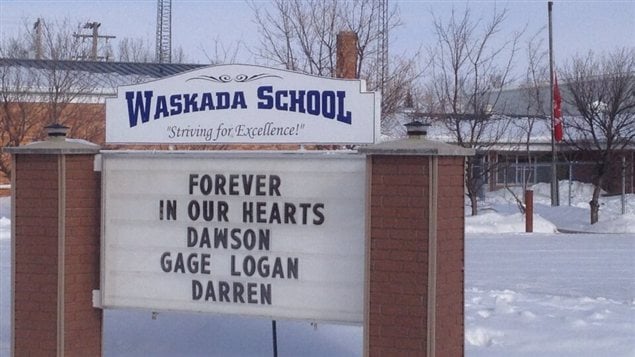 WASKADA SCHOOL
"Striving for Excellence!"
FOREVER
IN OUR HEARTS
DAWSON
GAGE LOGAN
DARREN